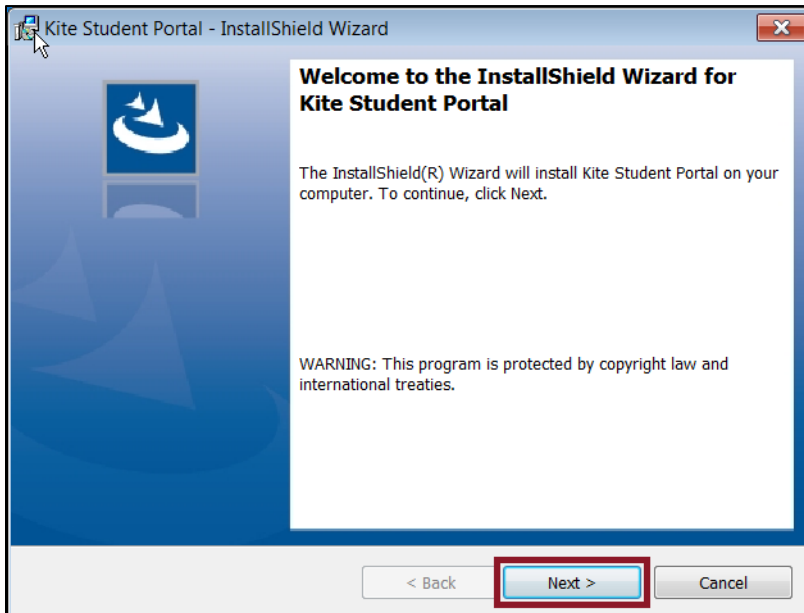 Kite Student Portal - InstallShield Wizard
Welcome to the InstallShield Wizard for
Kite Student Portal
The InstallShield(R) Wizard will install Kite Student Portal on your
computer. To continue, click Next.
WARNING: This program is protected by copyright law and
international treaties.
< Back
Next >
Cancel